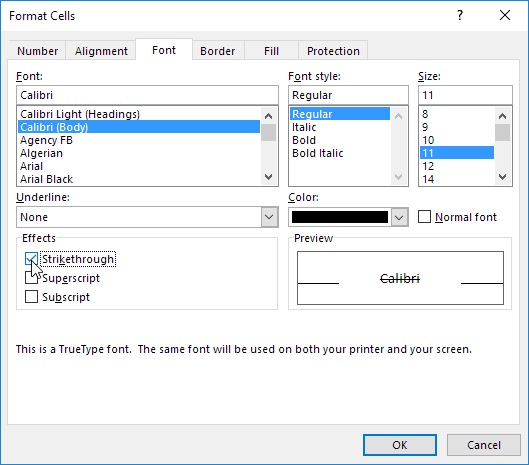 Format Cells
?
Number Alignment Font Border Fill Protection
Font: Font style: Size:
Calibri Regular 11
Calibri Light (Headings) Regular 8
Calibri (Body) Italic 9
Agency FB Bold 10
Algerian Bold Italic 11
Arial 12
Arial Black 14
Underline: Color:
None Normal font
Effects Preview
Strikethrough
Superscript Calibri
Subscript
This is a TrueType font. The same font will be used on both your printer and your screen.
OK Cancel